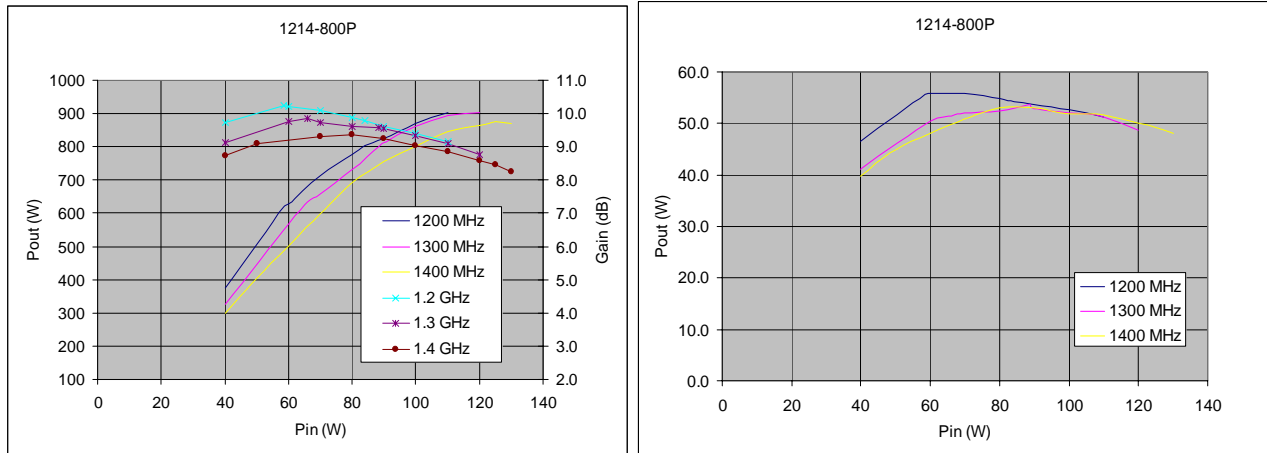 1214-800P
Pout (W)
1000
900
800
700
600
500
400
300
200
100
11.0
10.0
9.0
8.0
7.0
6.0
5.0
4.0
3.0
2.0
Gain (dB)
1200 MHz
1300 MHz
1400 MHz
1.2 GHz
1.3 GHz
1.4 GHz
0 20 40 60 80 100 120 140
Pin (W)
1214-800P
Pout (W)
60.0
50.0
40.0
30.0
20.0
10.0
0.0
1200 MHz
1300 MHz
1400 MHz
0 20 40 60 80 100 120 140
Pin (W)